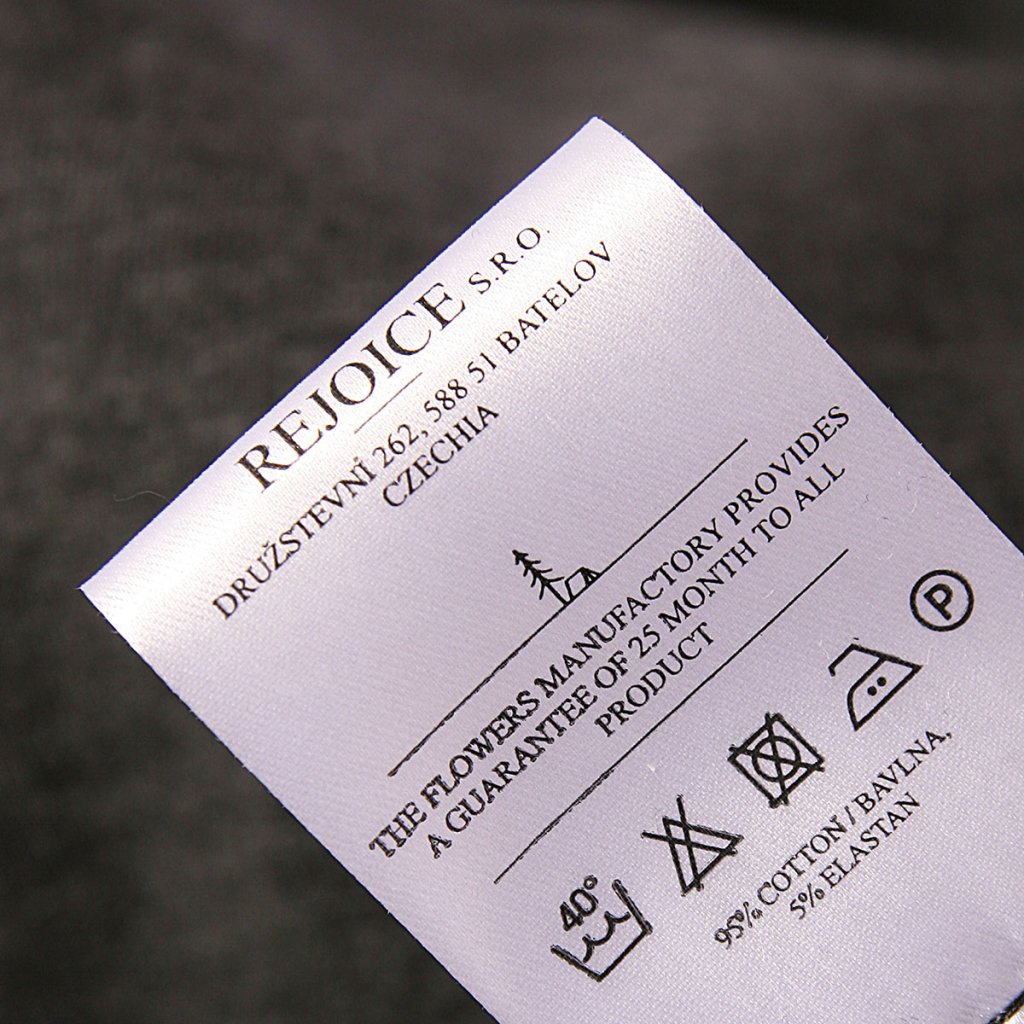 REJOICE S.R.O.
DRUŽSTEVNÍ 262, 588 51 BATELOV
CZECHIA
THE FLOWERS MANUFACTORY PROVIDES
A GUARANTEE OF 25 MONTH TO ALL
PRODUCT
40°
P
95% COTTON / BAVLNA,
5% ELASTAN